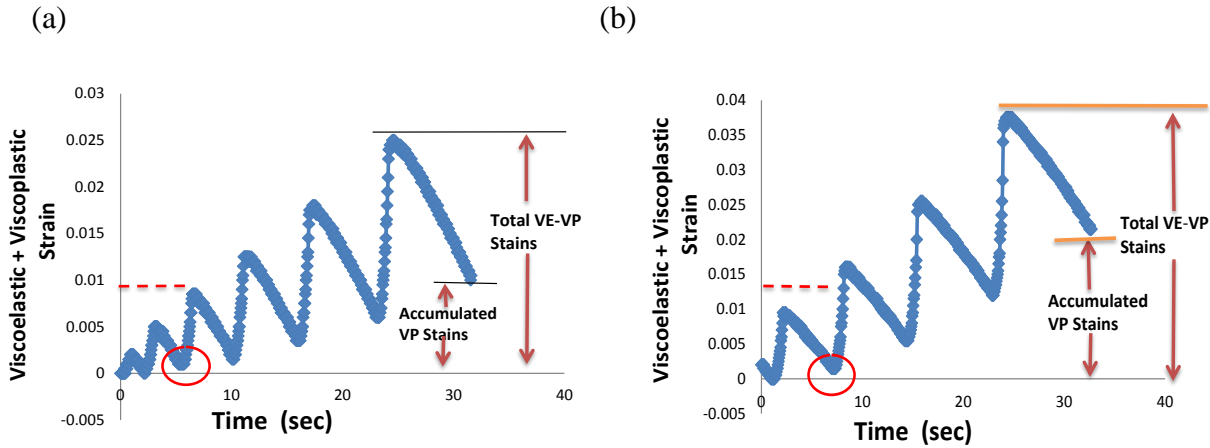 (a)
Viscoelastic + Viscoplastic
Strain
0.03
0.025
0.02
0.015
0.01
0.005
0
-0.005
0
10
20
30
40
Time (sec)
Total VE-VP
Stains
Accumulated
VP Stains
(b)
Viscoelastic + Viscoplastic
Strain
0.04
0.035
0.03
0.025
0.02
0.015
0.01
0.005
0
-0.005
0
10
20
30
40
Time (sec)
Total VE-VP
Stains
Accumulated
VP Stains